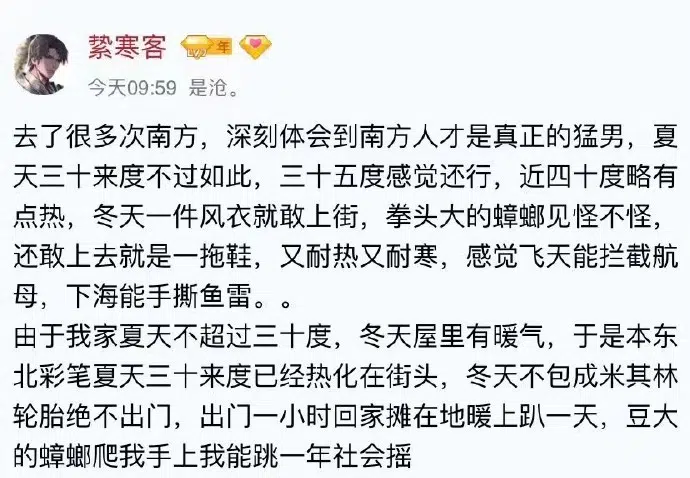 蛰寒客 LV9 年
今天09:59 是沧。
去了很多次南方，深刻体会到南方人才是真正的猛男，夏
天三十来度不过如此，三十五度感觉还行，近四十度略有
点热，冬天一件风衣就敢上街，拳头大的蟑螂见怪不怪，
还敢上去就是一拖鞋，又耐热又耐寒，感觉飞天能拦截航
母，下海能手撕鱼雷。。
由于我家夏天不超过三十度，冬天屋里有暖气，于是本东
北彩笔夏天三十来度已经热化在街头，冬天不包成米其林
轮胎绝不出门，出门一小时回家摊在地暖上趴一天，豆大
的蟑螂爬我手上我能跳一年社会摇